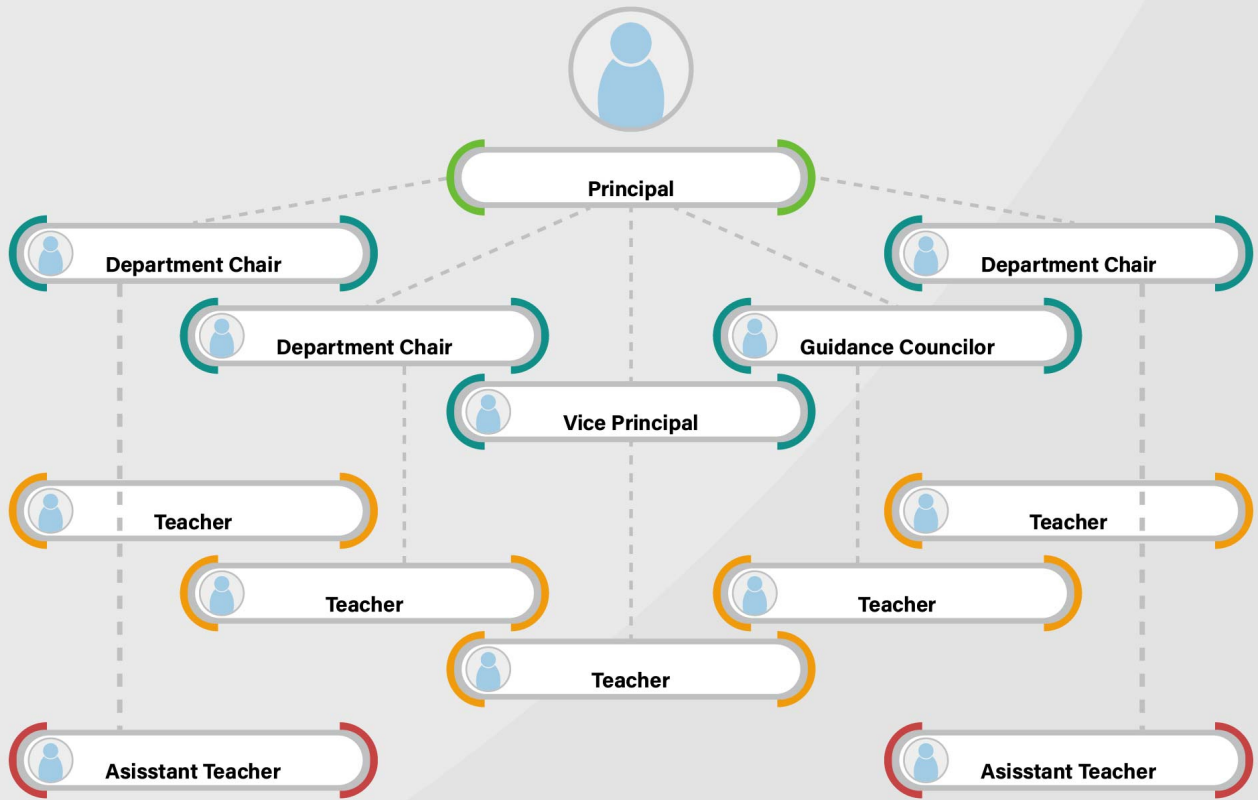 Principal
Department Chair
Department Chair
Department Chair
Guidance Councilor
Vice Principal
Teacher
Teacher
Teacher
Teacher
Teacher
Asisstant Teacher
Asisstant Teacher